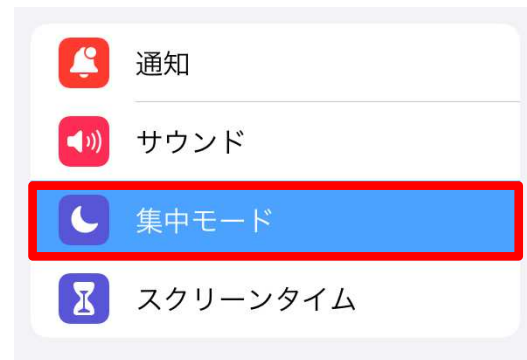 通知
サウンド
集中モード
スクリーンタイム